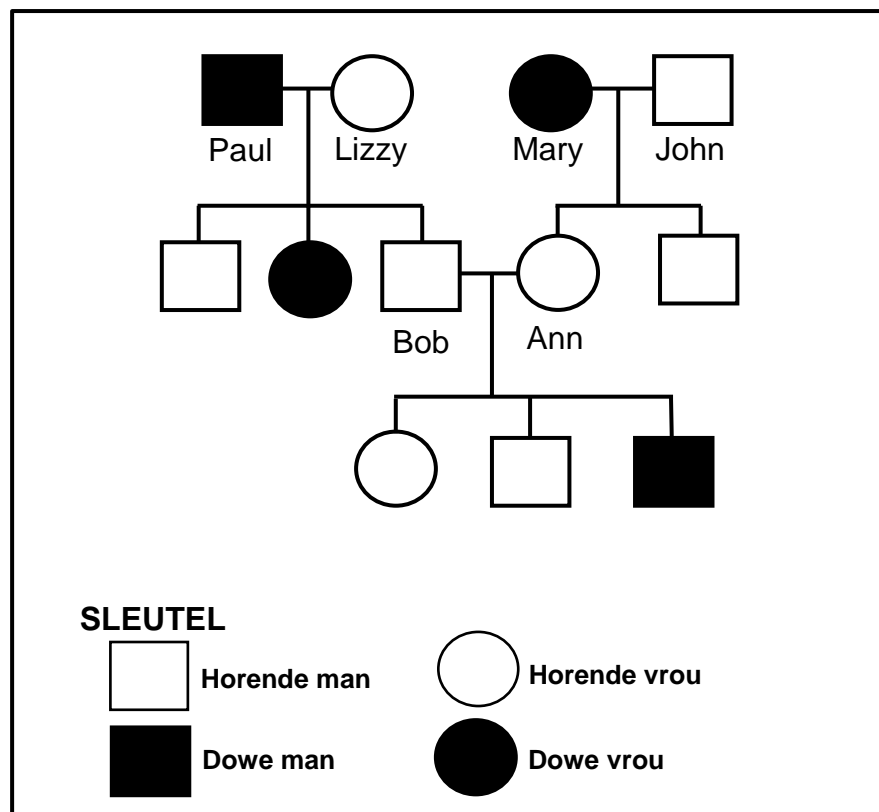 Paul Lizzy Mary John
Bob Ann
SLEUTEL
Horende man Horende vrou
Dowe man Dowe vrou